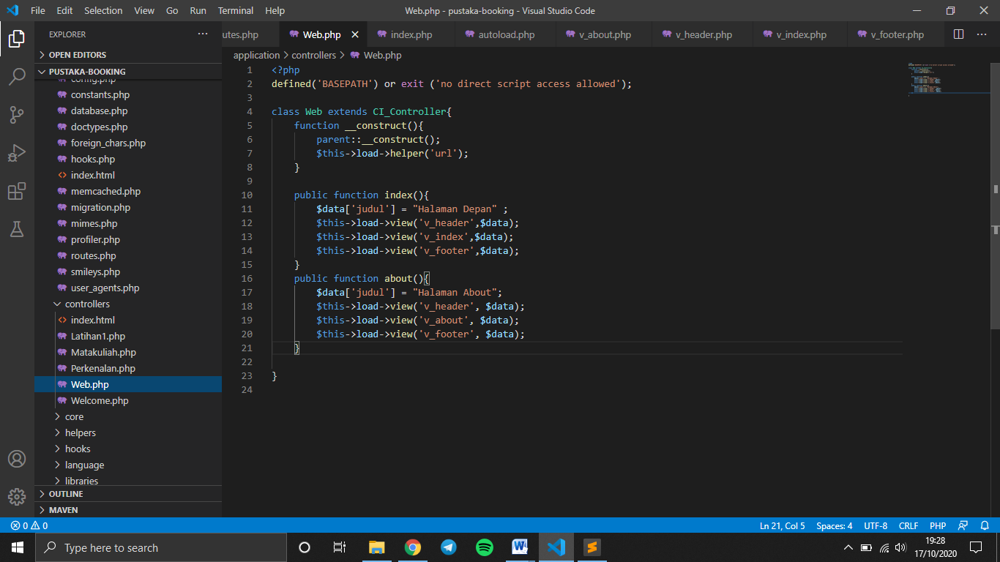 File Edit Selection View Go Run Terminal Help
Web.php - pustaka-booking - Visual Studio Code
EXPLORER
utes.php Web.php index.php autoload.php v_about.php v_header.php v_index.php v_footer.php
OPEN EDITORS
application > controllers > Web.php
PUSTAKA-BOOKING
config.php
constants.php
database.php
doctypes.php
foreign_chars.php
hooks.php
index.html
memcached.php
migration.php
mimes.php
profiler.php
routes.php
smileys.php
user_agents.php
controllers
index.html
Latihan1.php
Matakuliah.php
Perkenalan.php
Web.php
Welcome.php
core
helpers
hooks
language
libraries
OUTLINE
MAVEN
1 <?php
2 defined('BASEPATH') or exit ('no direct script access allowed');
3
4 class Web extends CI_Controller{
5     function __construct(){
6         parent::__construct();
7         $this->load->helper('url');
8     }
9
10     public function index(){
11         $data['judul'] = "Halaman Depan" ;
12         $this->load->view('v_header',$data);
13         $this->load->view('v_index',$data);
14         $this->load->view('v_footer',$data);
15     }
16     public function about(){
17         $data['judul'] = "Halaman About";
18         $this->load->view('v_header', $data);
19         $this->load->view('v_about', $data);
20         $this->load->view('v_footer', $data);
21     }
22
23 }
24
0 0
Ln 21, Col 5 Spaces: 4 UTF-8 CRLF PHP
Type here to search
19:28
17/10/2020